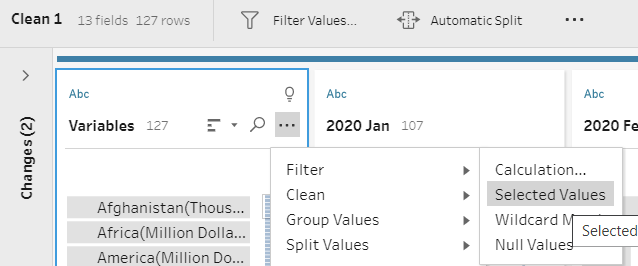 Clean 1 13 fields 127 rows Filter Values... Automatic Split ...
Changes (2)
Abc
Variables 127
Abc
2020 Jan 107
Abc
2020 Fe
Filter
Clean
Group Values
Split Values
Calculation...
Selected Values
Wildcard M
Null Values
Selected
Afghanistan(Thous...
Africa(Million Dolla...
America(Million Do...